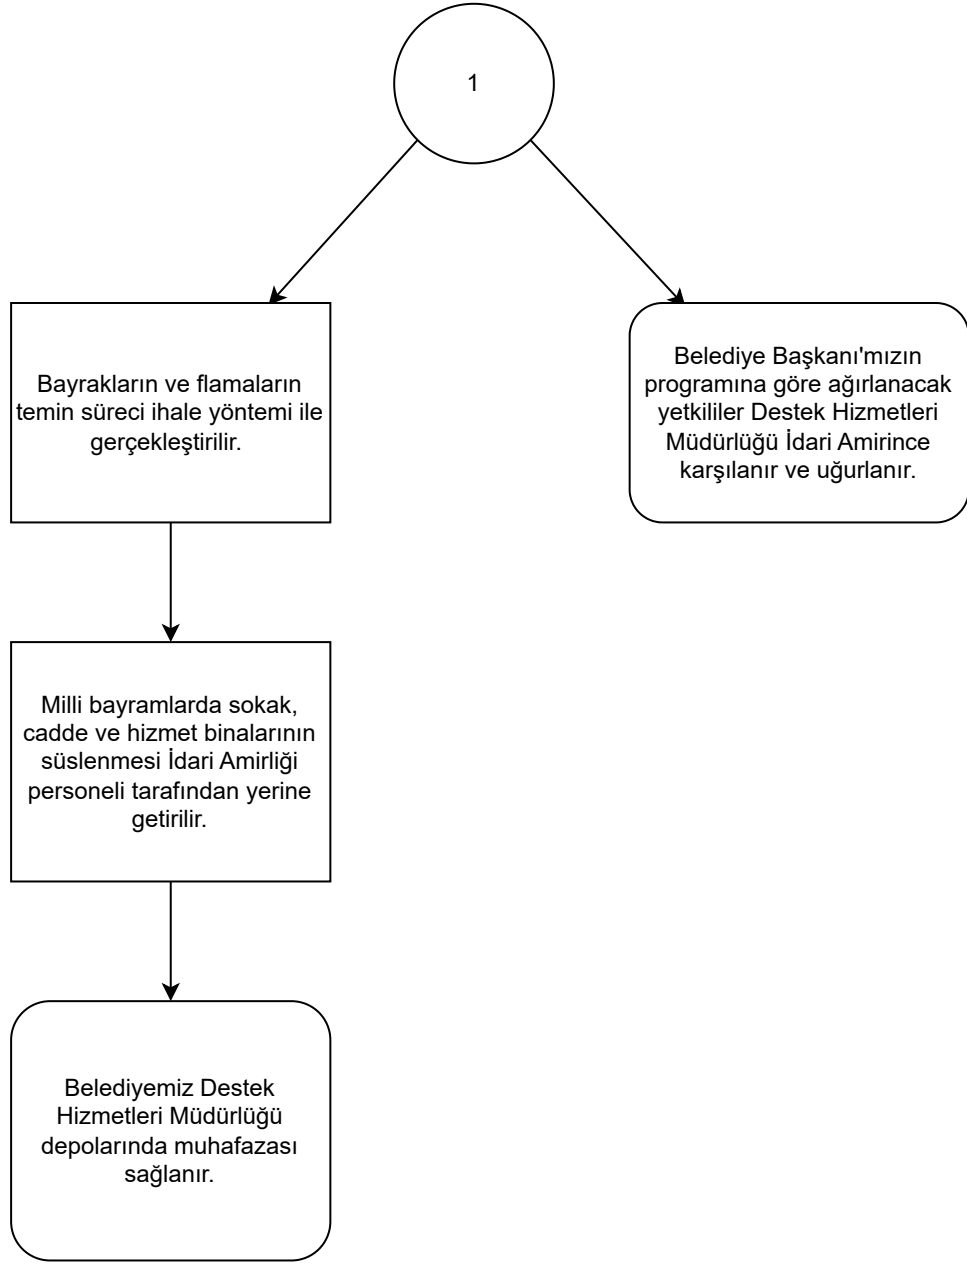 1
Bayrakların ve flamaların
temin süreci ihale yöntemi ile
gerçekleştirilir.
Belediye Başkanı'mızın
programına göre ağırlanacak
yetkililer Destek Hizmetleri
Müdürlüğü İdari Amirince
karşılanır ve uğurlanır.
Milli bayramlarda sokak,
cadde ve hizmet binalarının
süslenmesi İdari Amirliği
personeli tarafından yerine
getirilir.
Belediyemiz Destek
Hizmetleri Müdürlüğü
depolarında muhafazası
sağlanır.